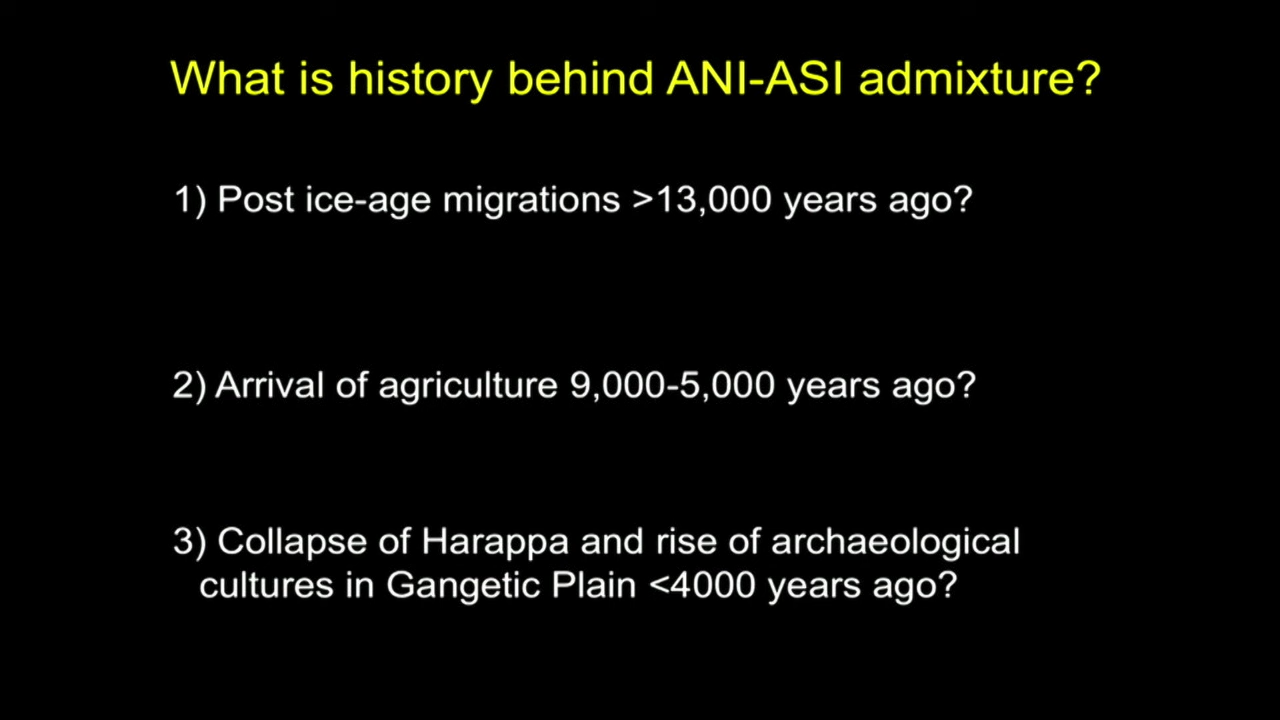 What is history behind ANI-ASI admixture?
1) Post ice-age migrations >13,000 years ago?
2) Arrival of agriculture 9,000-5,000 years ago?
3) Collapse of Harappa and rise of archaeological
cultures in Gangetic Plain <4000 years ago?